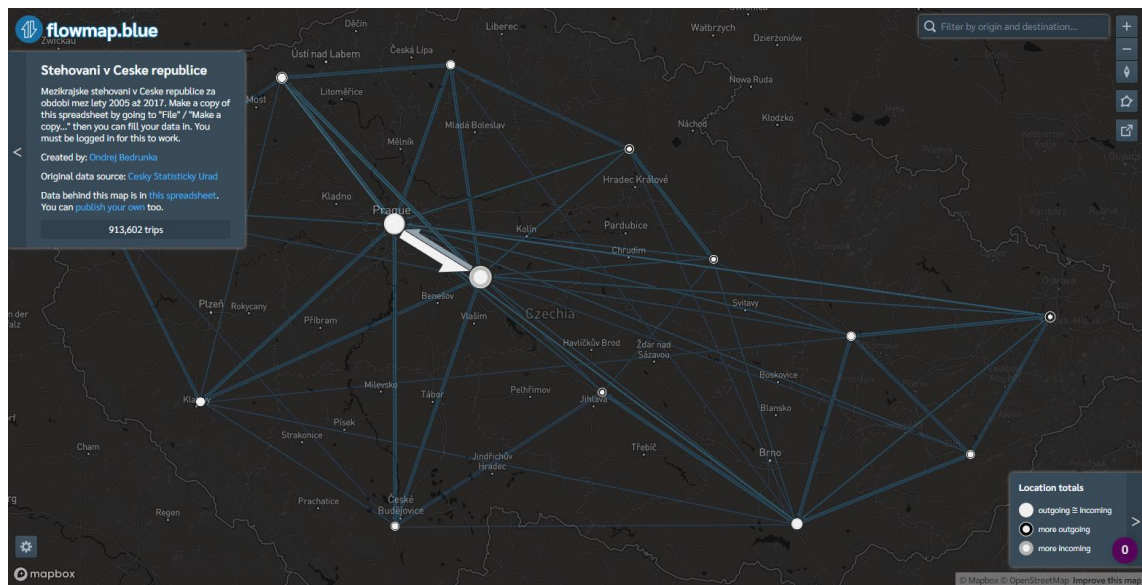 flowmap.blue
Filter by origin and destination...
Stehovani v Ceske republice
Mezikrajske stehovani v Ceske republice za
obdobi mez lety 2005 až 2017. Make a copy of
this spreadsheet by going to "File" / "Make a
copy..." then you can fill your data in. You
must be logged in for this to work.
Created by: Ondrej Bedrunka
Original data source: Cesky Statisticky Urad
Data behind this map is in this spreadsheet.
You can publish your own too.
913,602 trips
Zwickau
Děčín
Liberec
Wałbrzych
Dzierżoniów
Ústí nad Labem
Česká Lípa
Most
Litoměřice
Nowa Ruda
Mladá Boleslav
Náchod
Kłodzko
Mělník
Hradec Králové
Kladno
Prague
Kolín
Pardubice
Chrudim
Šumperk
Ostrava
Plzeň
Rokycany
Benešov
Svitavy
Příbram
Vlašim
Czechia
Havlíčkův Brod
Žďár nad
Sázavou
Olomouc
Boskovice
Milevsko
Tábor
Pelhřimov
Jihlava
Klatovy
Blansko
Písek
Strakonice
Třebíč
Brno
Zlín
Cham
Jindřichův
Hradec
Prachatice
České
Budějovice
Regen
Location totals
outgoing ≅ incoming
more outgoing
more incoming
0
mapbox
© Mapbox © OpenStreetMap Improve this map